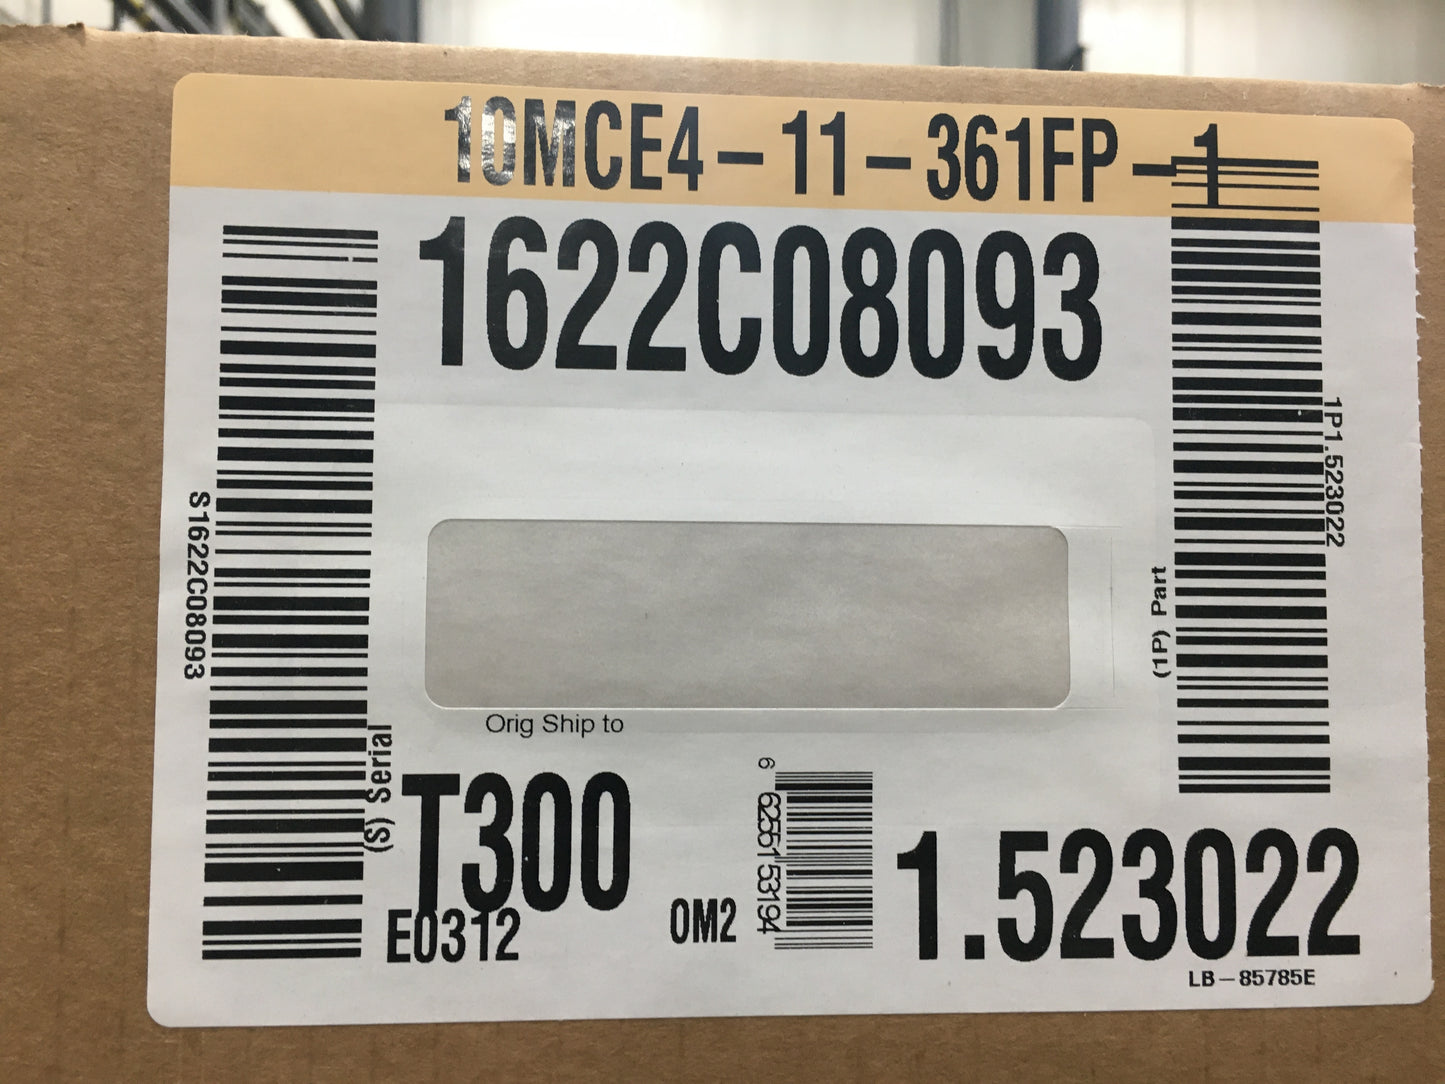 10MCE4-11-361FP-1
1622C08093
S1622C08093
(S) Serial
1P1.523022
(1P) Part
Orig Ship to
T300
E0312
0M2
6 62551 53194
1.523022
LB-85785E